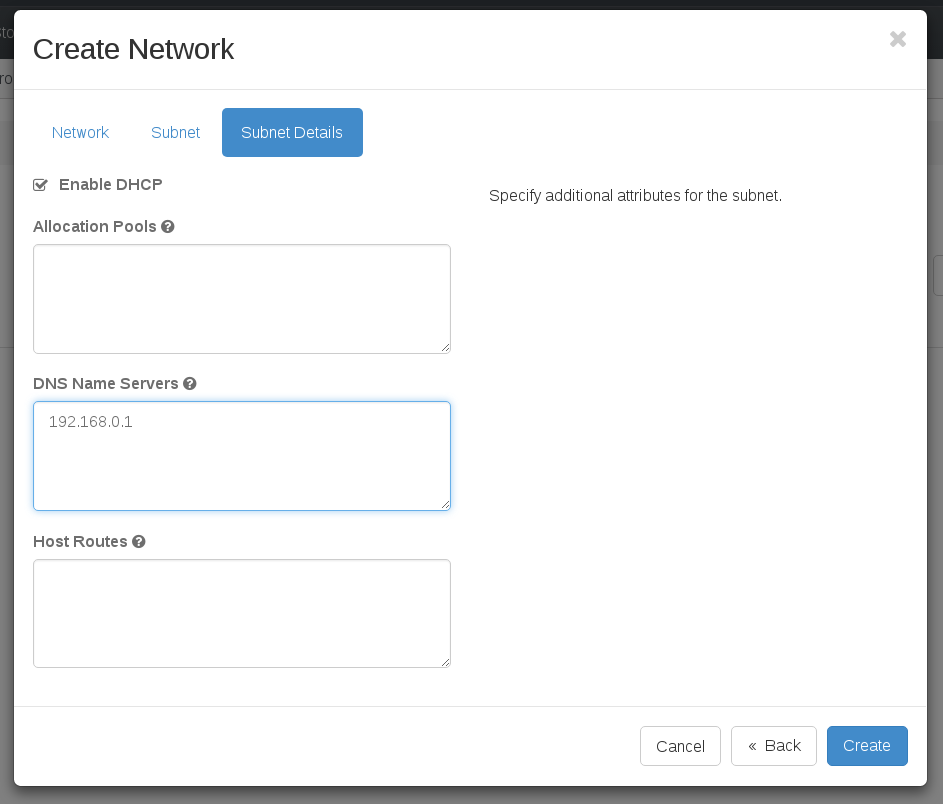 Create Network
Network Subnet Subnet Details
Enable DHCP
Specify additional attributes for the subnet.
Allocation Pools
DNS Name Servers
192.168.0.1
Host Routes
Cancel
« Back
Create